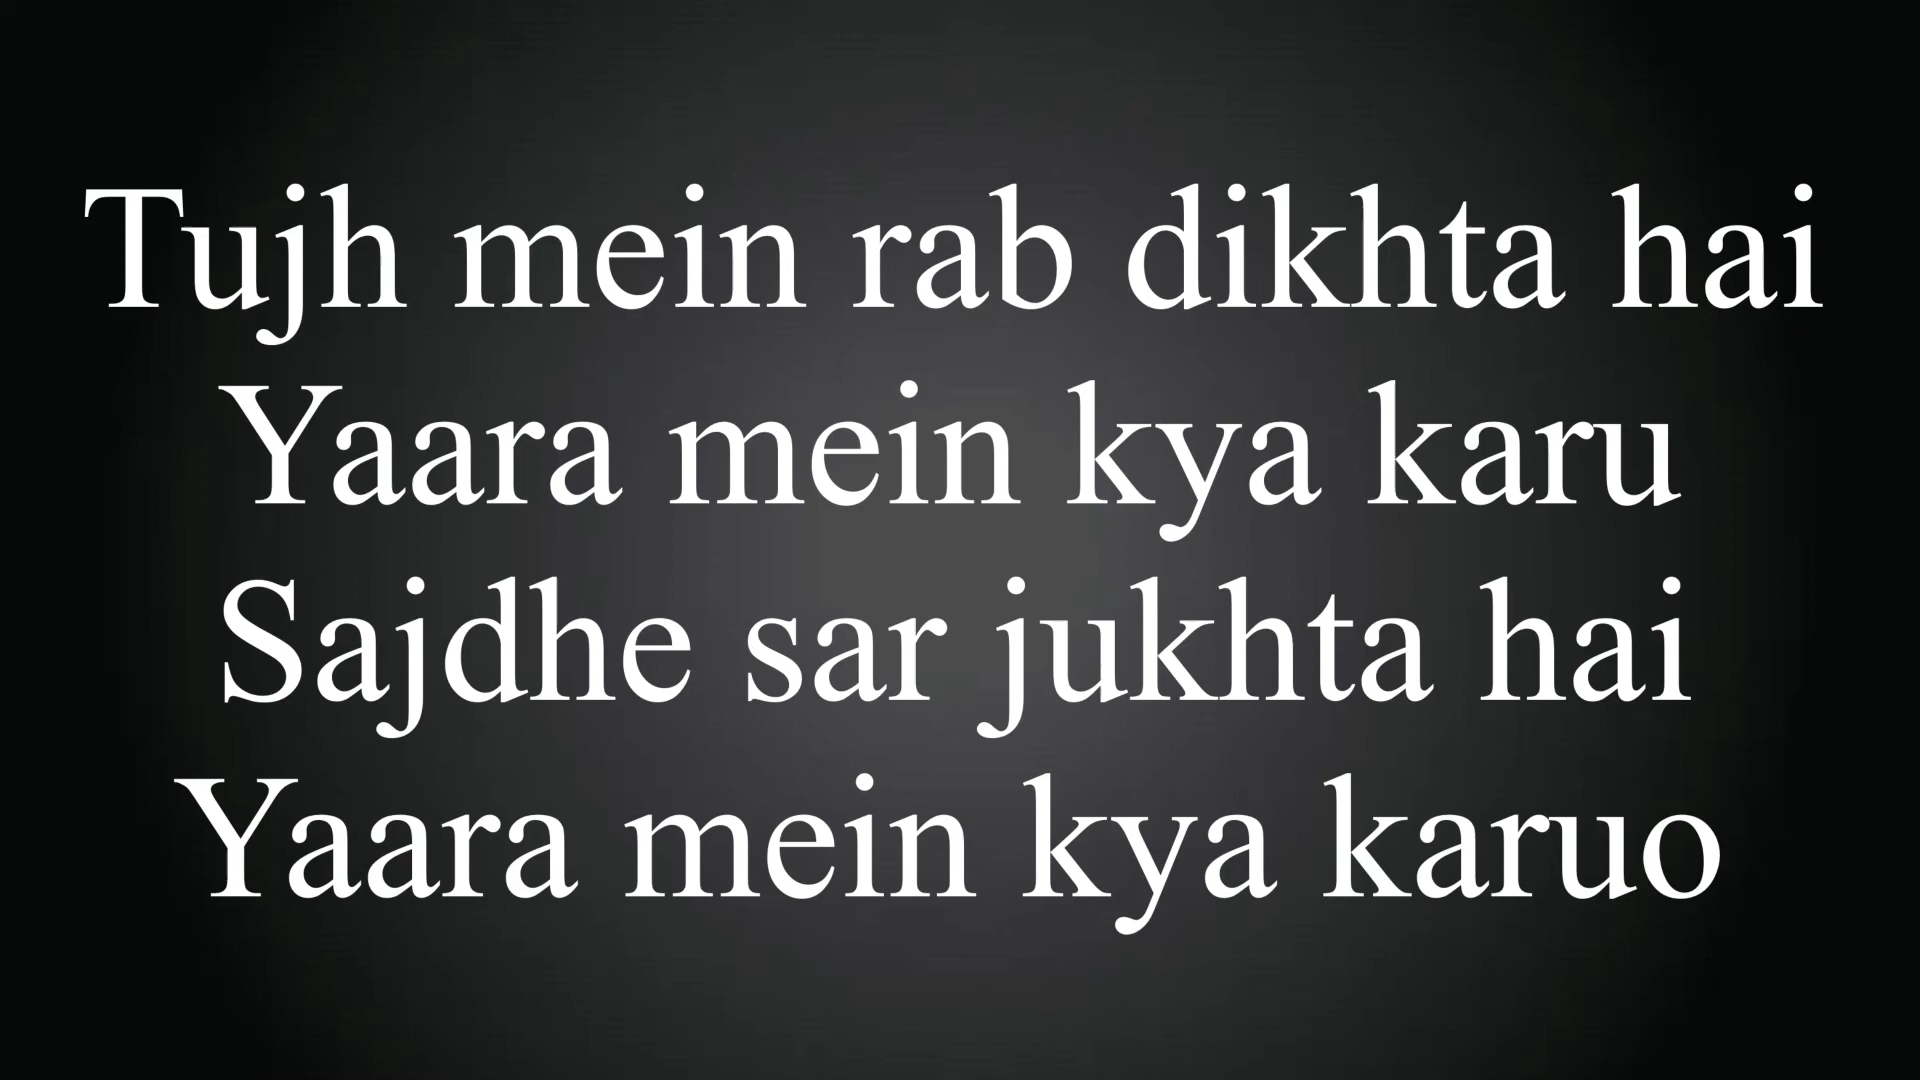 Tujh mein rab dikhta hai
Yaara mein kya karu
Sajdhe sar jukhta hai
Yaara mein kya karuo